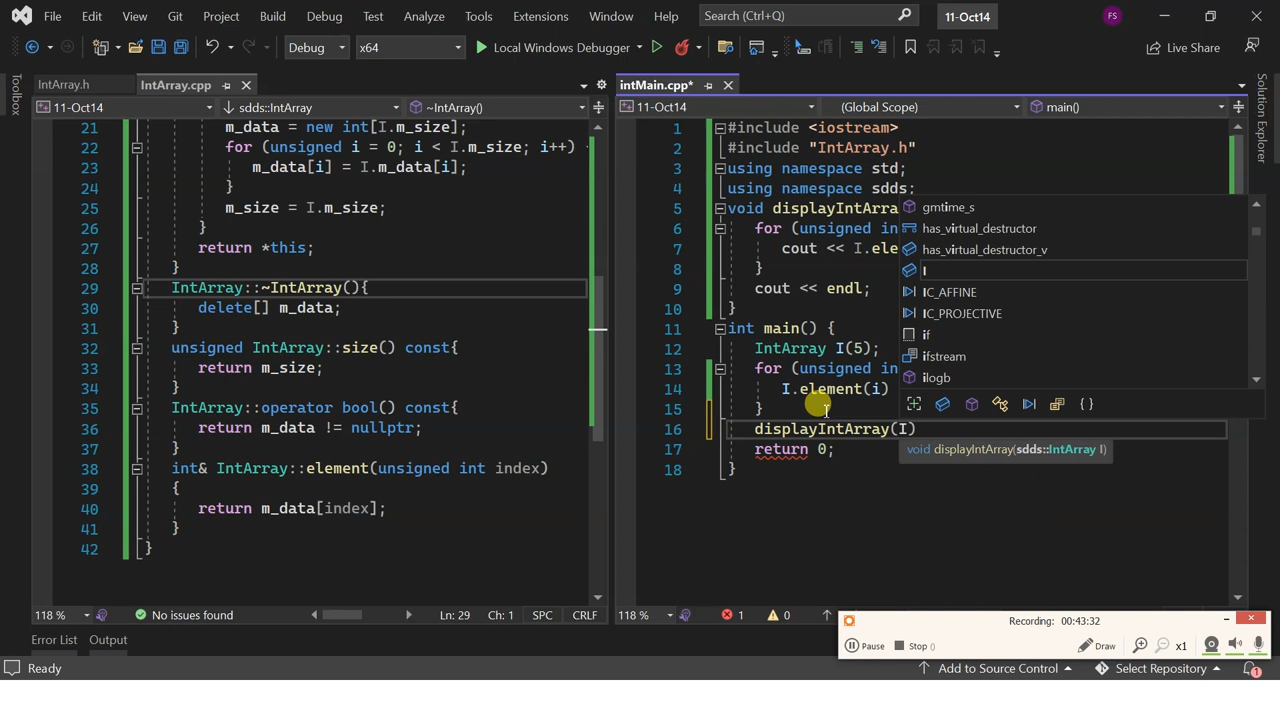 File Edit View Git Project Build Debug Test Analyze Tools Extensions Window Help Search (Ctrl+Q) 11-Oct14 FS
Debug x64 Local Windows Debugger Live Share
Toolbox
IntArray.h IntArray.cpp
11-Oct14 sdds::IntArray ~IntArray()
21 m_data = new int[I.m_size];
22 for (unsigned i = 0; i < I.m_size; i++)
23 m_data[i] = I.m_data[i];
24 }
25 m_size = I.m_size;
26 }
27 return *this;
28 }
29 IntArray::~IntArray(){
30 delete[] m_data;
31 }
32 unsigned IntArray::size() const{
33 return m_size;
34 }
35 IntArray::operator bool() const{
36 return m_data != nullptr;
37 }
38 int& IntArray::element(unsigned int index)
39 {
40 return m_data[index];
41 }
42 }
118 % No issues found Ln: 29 Ch: 1 SPC CRLF
intMain.cpp*
11-Oct14 (Global Scope) main()
1 #include <iostream>
2 #include "IntArray.h"
3 using namespace std;
4 using namespace sdds;
5 void displayIntArra
6 for (unsigned in
7 cout << I.ele
8 }
9 cout << endl;
10 }
11 int main() {
12 IntArray I(5);
13 for (unsigned in
14 I.element(i)
15 }
16 displayIntArray(I)
17 return 0;
18 }
gmtime_s
has_virtual_destructor
has_virtual_destructor_v
I
IC_AFFINE
IC_PROJECTIVE
if
ifstream
ilogb
{ }
void displayIntArray(sdds::IntArray I)
Solution Explorer
118 % 1 0
Recording: 00:43:32
Pause Stop () Draw x1
Error List Output
Ready Add to Source Control Select Repository 1